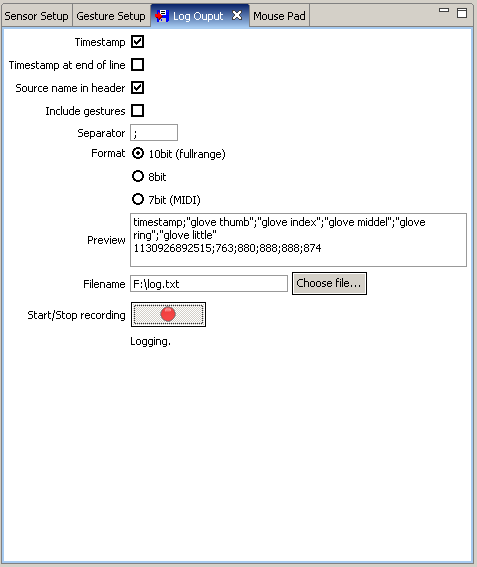 Sensor Setup Gesture Setup Log Ouput Mouse Pad
Timestamp
Timestamp at end of line
Source name in header
Include gestures
Separator ;
Format 10bit (fullrange)
8bit
7bit (MIDI)
timestamp;"glove thumb";"glove index";"glove middel";"glove
Preview ring";"glove little"
1130926892515;763;880;888;888;874
Filename F:\log.txt Choose file...
Start/Stop recording
Logging.